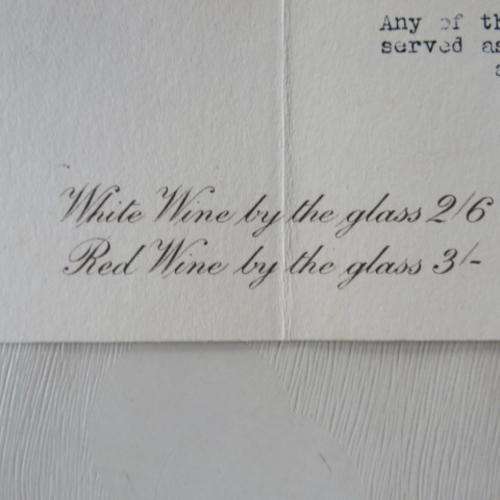 Any of
served
White Wine by the glass 2/6
Red Wine by the glass 3/-